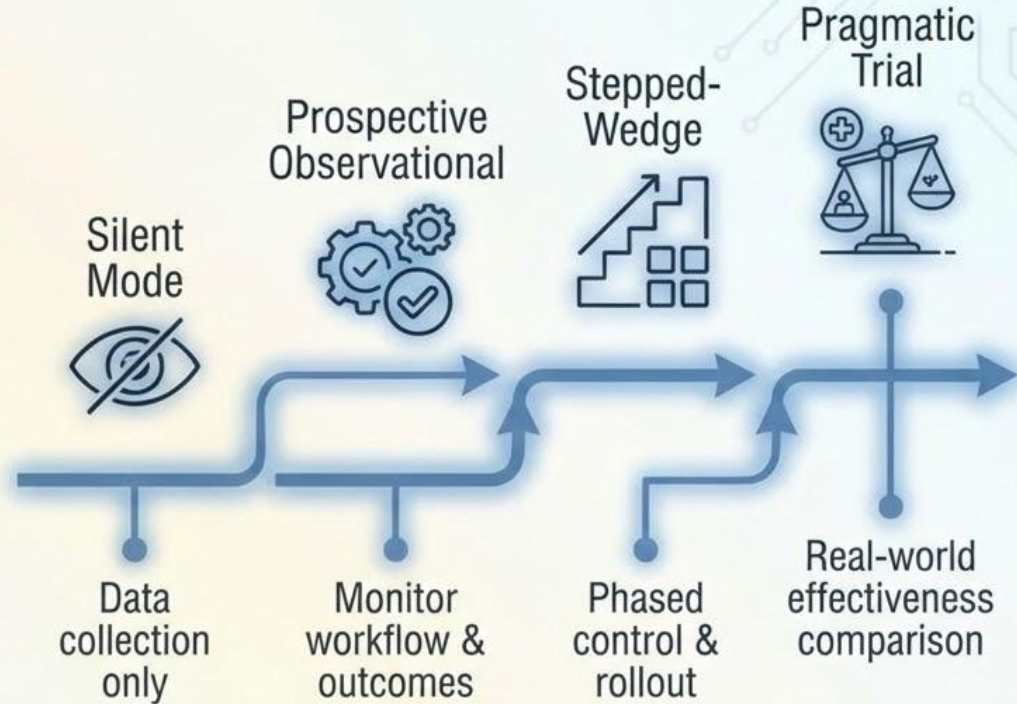 Silent
Mode
Data
collection
only
Prospective
Observational
Monitor
workflow &
outcomes
Stepped-
Wedge
Phased
control &
rollout
Pragmatic
Trial
Real-world
effectiveness
comparison